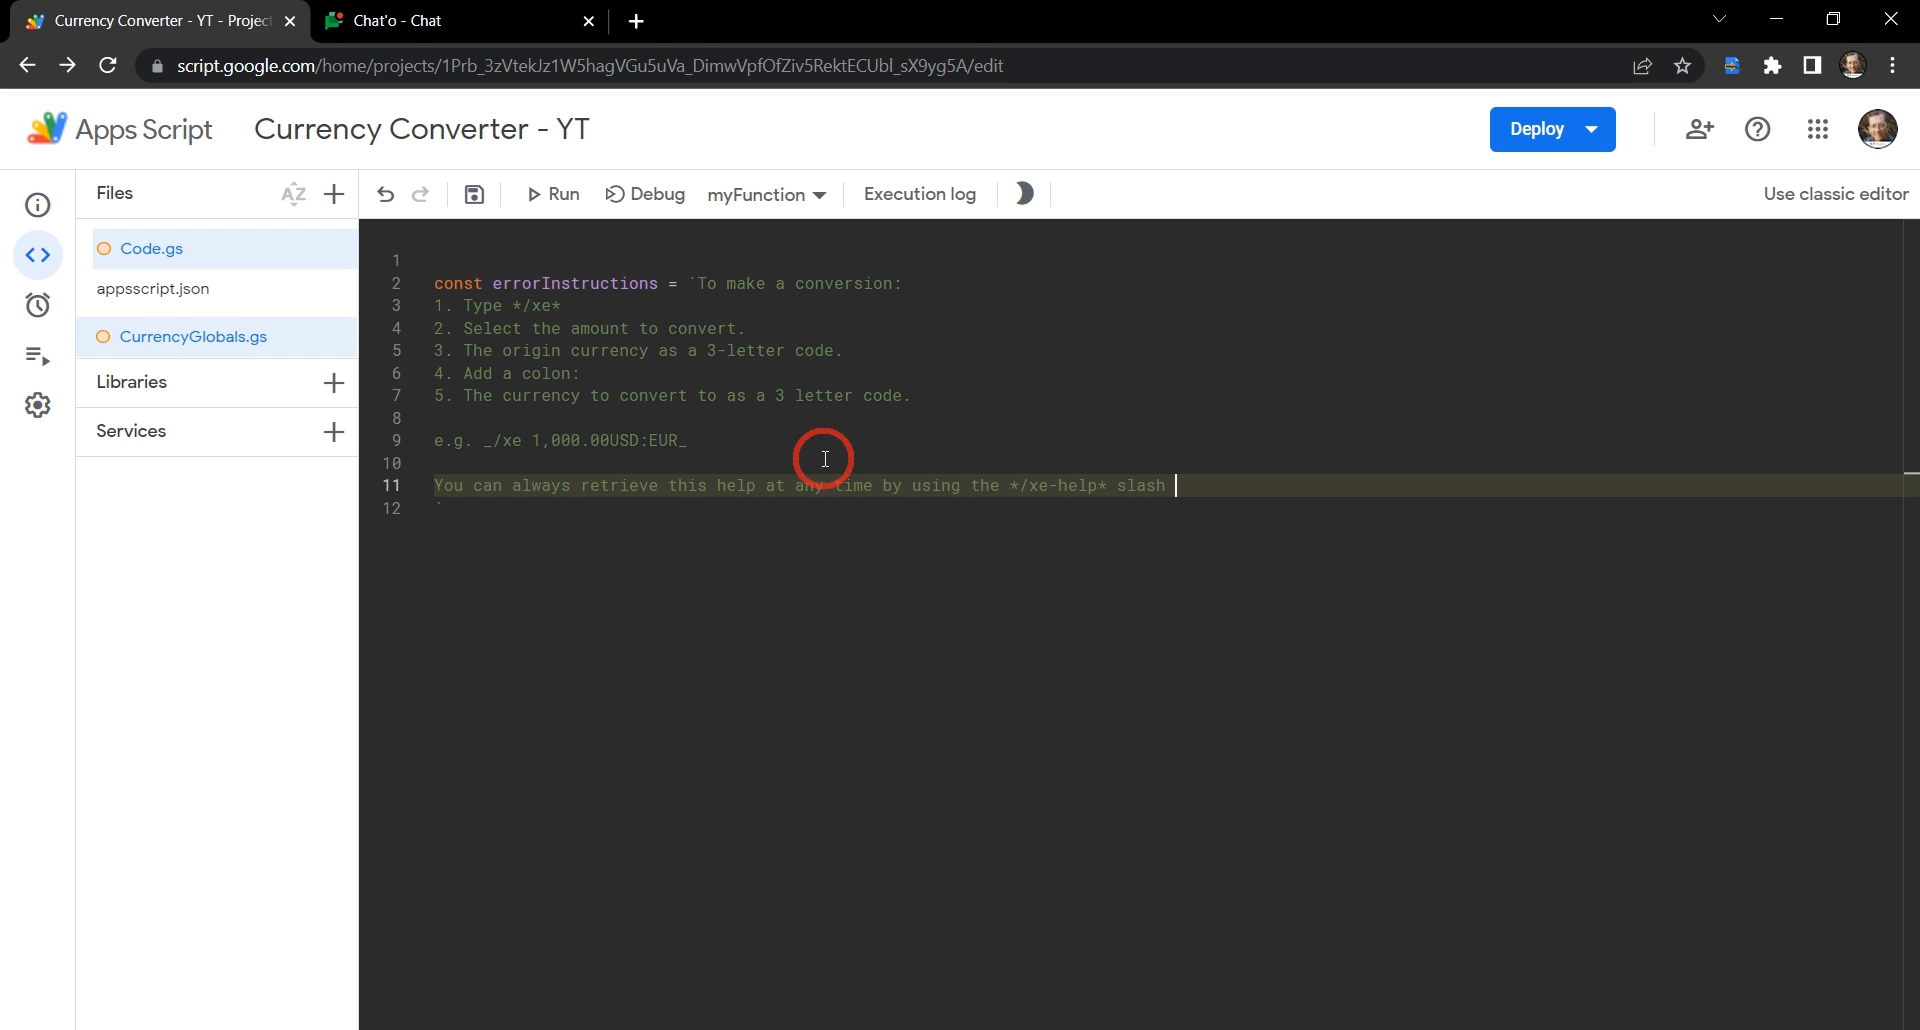 Currency Converter - YT - Project
Chat'o - Chat
script.google.com/home/projects/1Prb_3zVtekJz1W5hagVGu5uVa_DimwVpfOfZiv5RektECUbl_sX9yg5A/edit
Apps Script
Currency Converter - YT
Deploy
Files
AZ
Run
Debug
myFunction
Execution log
Use classic editor
Code.gs
appsscript.json
CurrencyGlobals.gs
Libraries
Services
1
2 const errorInstructions = `To make a conversion:
3 1. Type */xe*
4 2. Select the amount to convert.
5 3. The origin currency as a 3-letter code.
6 4. Add a colon:
7 5. The currency to convert to as a 3 letter code.
8
9 e.g. _/xe 1,000.00USD:EUR_
10
11 You can always retrieve this help at any time by using the */xe-help* slash
12 `